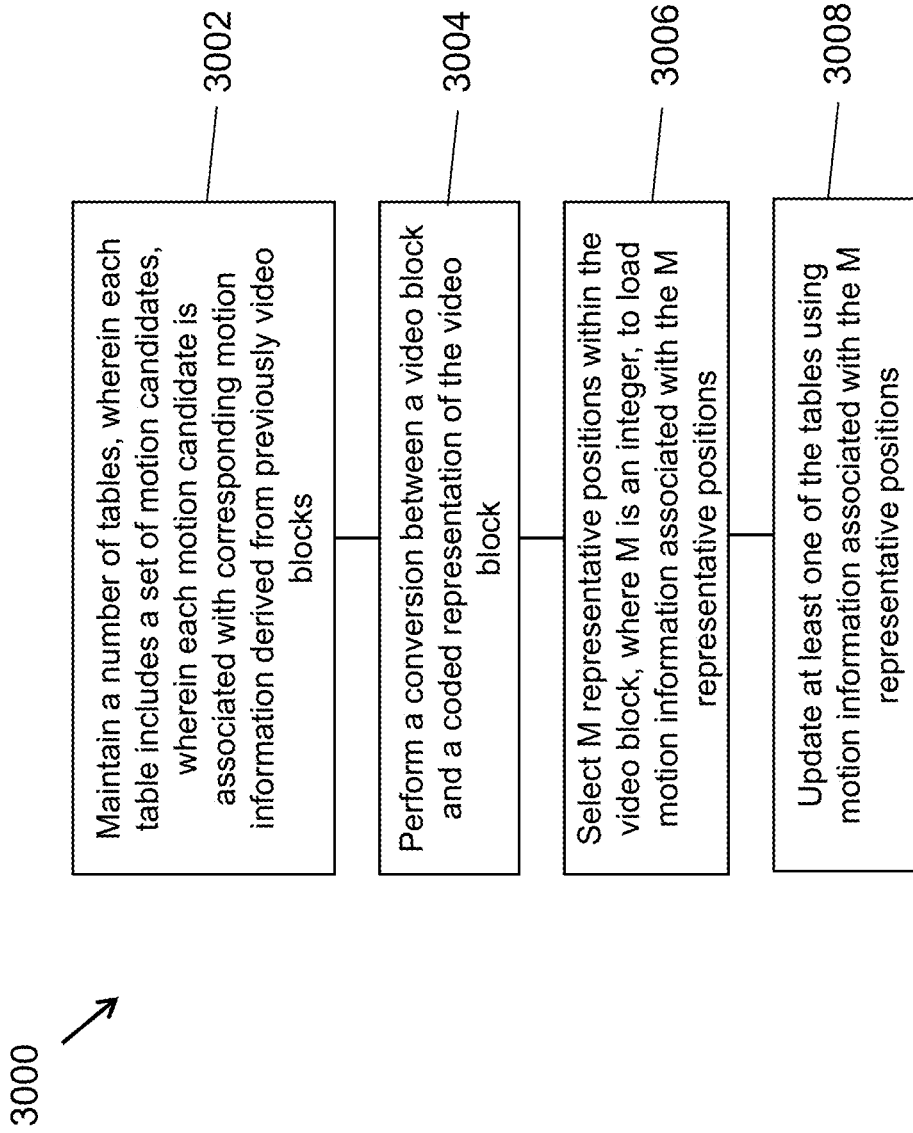 3000
Maintain a number of tables, wherein each
table includes a set of motion candidates,
wherein each motion candidate is
associated with corresponding motion
information derived from previously video
blocks
3002
Perform a conversion between a video block
and a coded representation of the video
block
3004
Select M representative positions within the
video block, where M is an integer, to load
motion information associated with the M
representative positions
3006
Update at least one of the tables using
motion information associated with the M
representative positions
3008